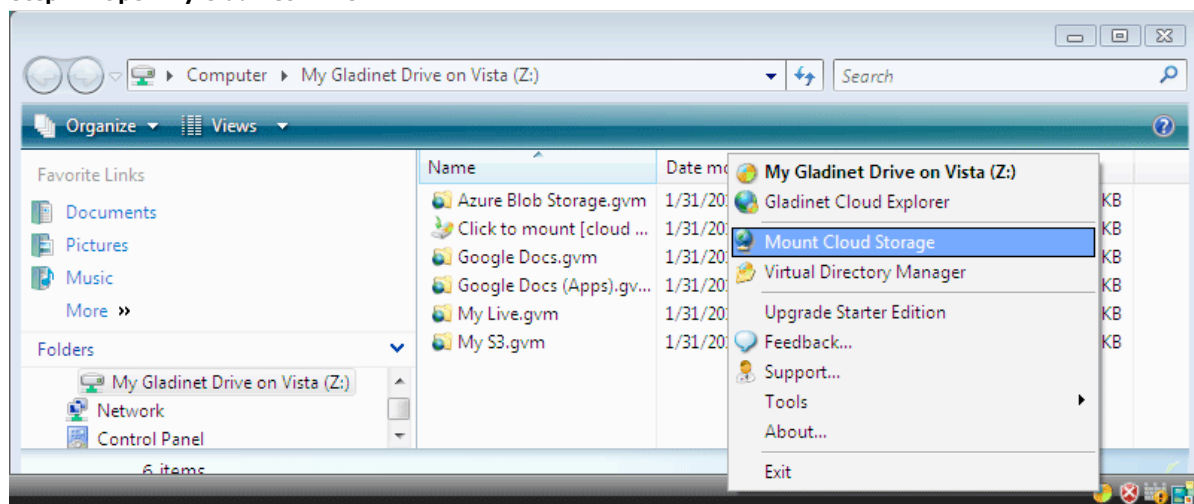 Computer ▸ My Gladinet Drive on Vista (Z:)
Search
Organize
Views
Favorite Links
Documents
Pictures
Music
More »
Folders
My Gladinet Drive on Vista (Z:)
Network
Control Panel
6 items
Name
Date mo
Azure Blob Storage.gvm 1/31/20 KB
Click to mount [cloud ... 1/31/20 KB
Google Docs.gvm 1/31/20 KB
Google Docs (Apps).gv... 1/31/20 KB
My Live.gvm 1/31/20 KB
My S3.gvm 1/31/20 KB
My Gladinet Drive on Vista (Z:)
Gladinet Cloud Explorer
Mount Cloud Storage
Virtual Directory Manager
Upgrade Starter Edition
Feedback...
Support...
Tools
About...
Exit